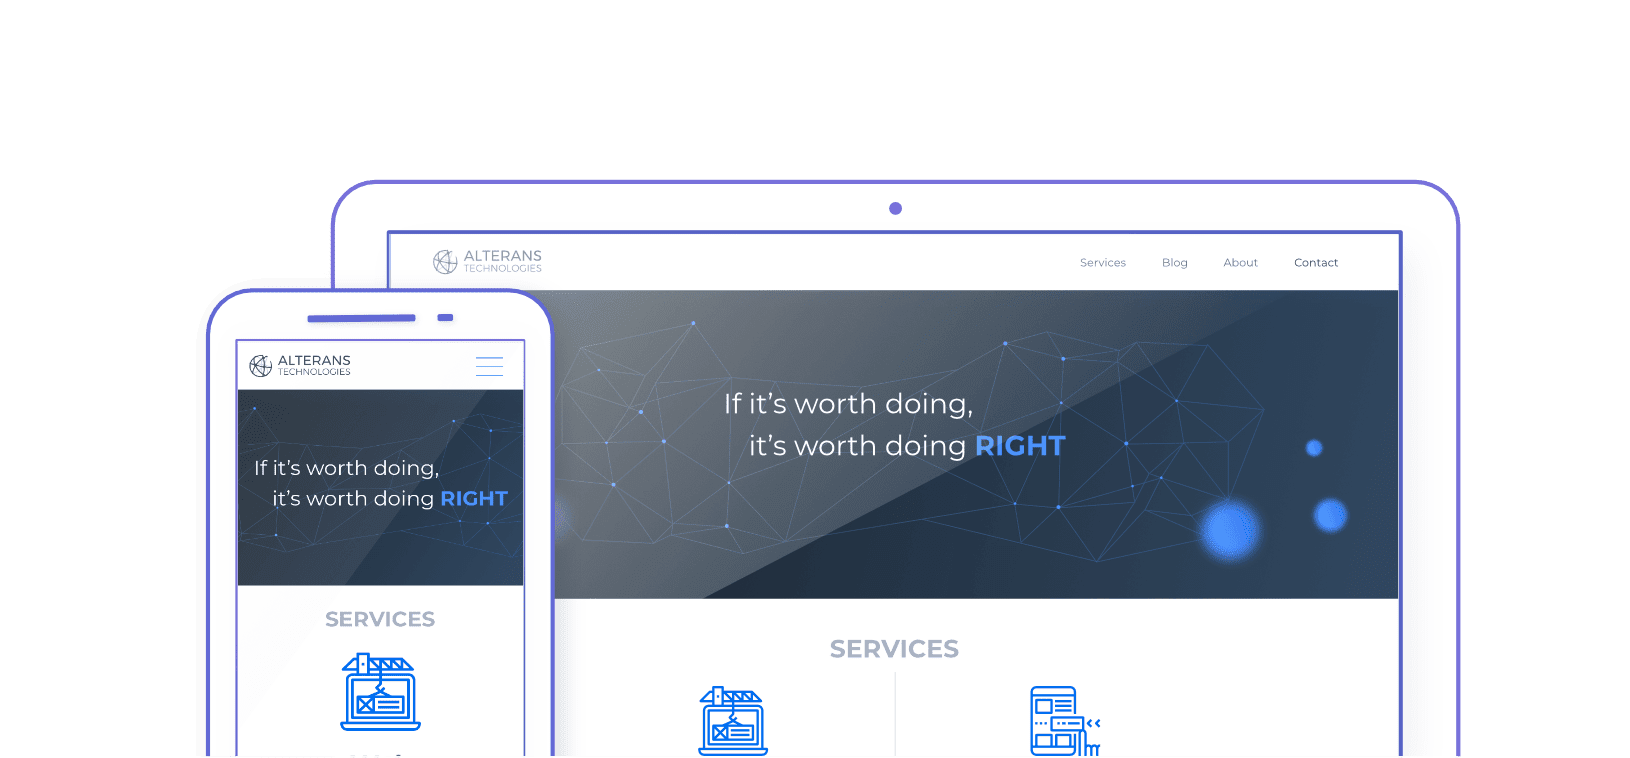 ALTERANS
TECHNOLOGIES
Services
Blog
About
Contact
If it’s worth doing,
it’s worth doing RIGHT
SERVICES
ALTERANS
TECHNOLOGIES
If it’s worth doing,
it’s worth doing RIGHT
SERVICES